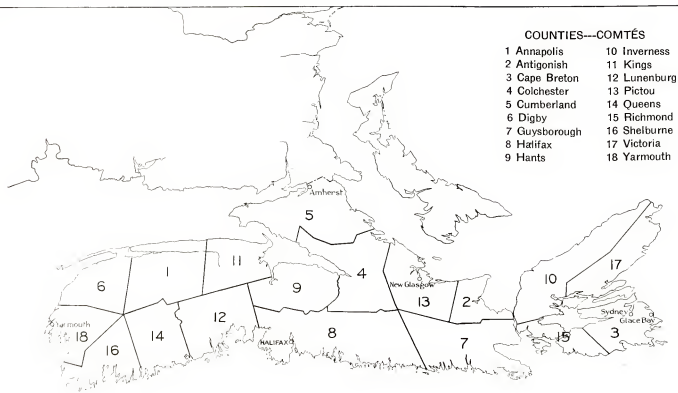 COUNTIES---COMTÉS
1 Annapolis 10 Inverness
2 Antigonish 11 Kings
3 Cape Breton 12 Lunenburg
4 Colchester 13 Pictou
5 Cumberland 14 Queens
6 Digby 15 Richmond
7 Guysborough 16 Shelburne
8 Halifax 17 Victoria
9 Hants 18 Yarmouth
Amherst
5
17
11
10
1
4
6
9
New Glasgow
2
13
Sydney
Glace Bay
Yarmouth
12
18
14
HALIFAX
8
15
3
16
7